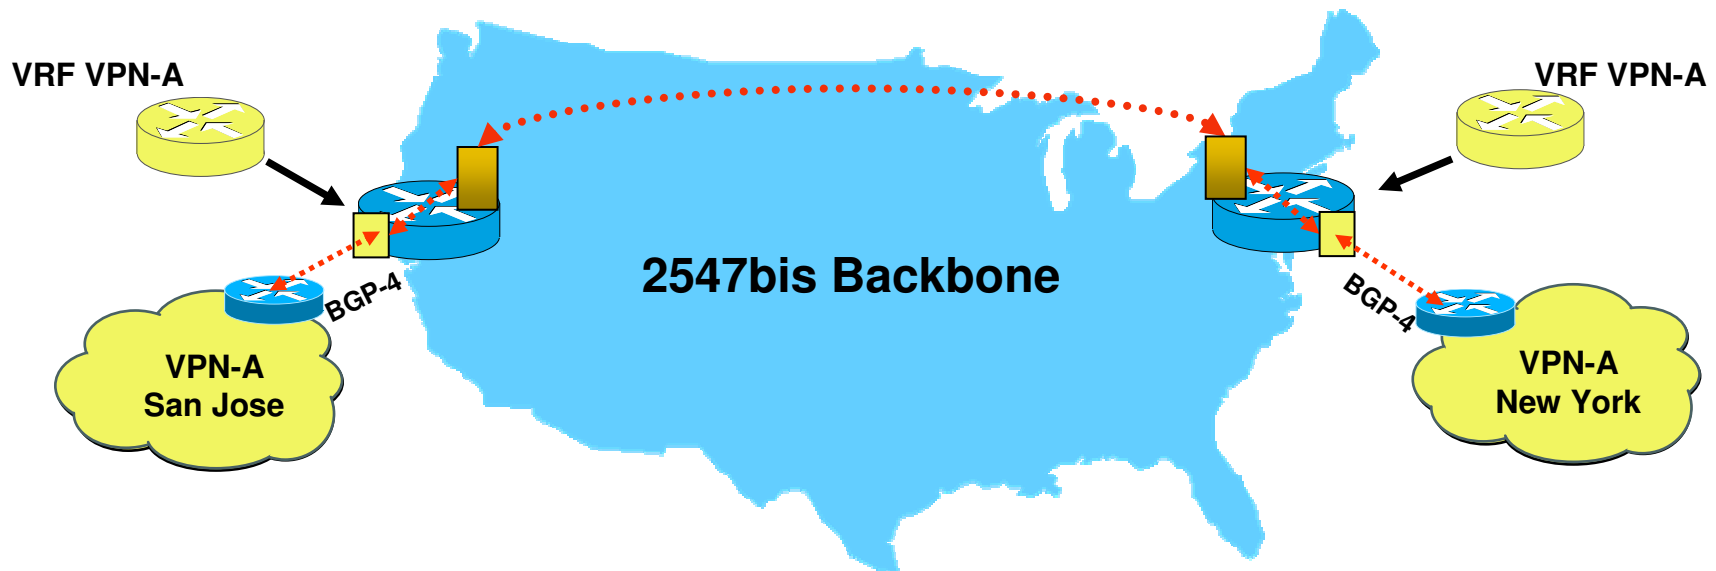 VRF VPN-A
VRF VPN-A
2547bis Backbone
BGP-4
BGP-4
VPN-A
San Jose
VPN-A
New York